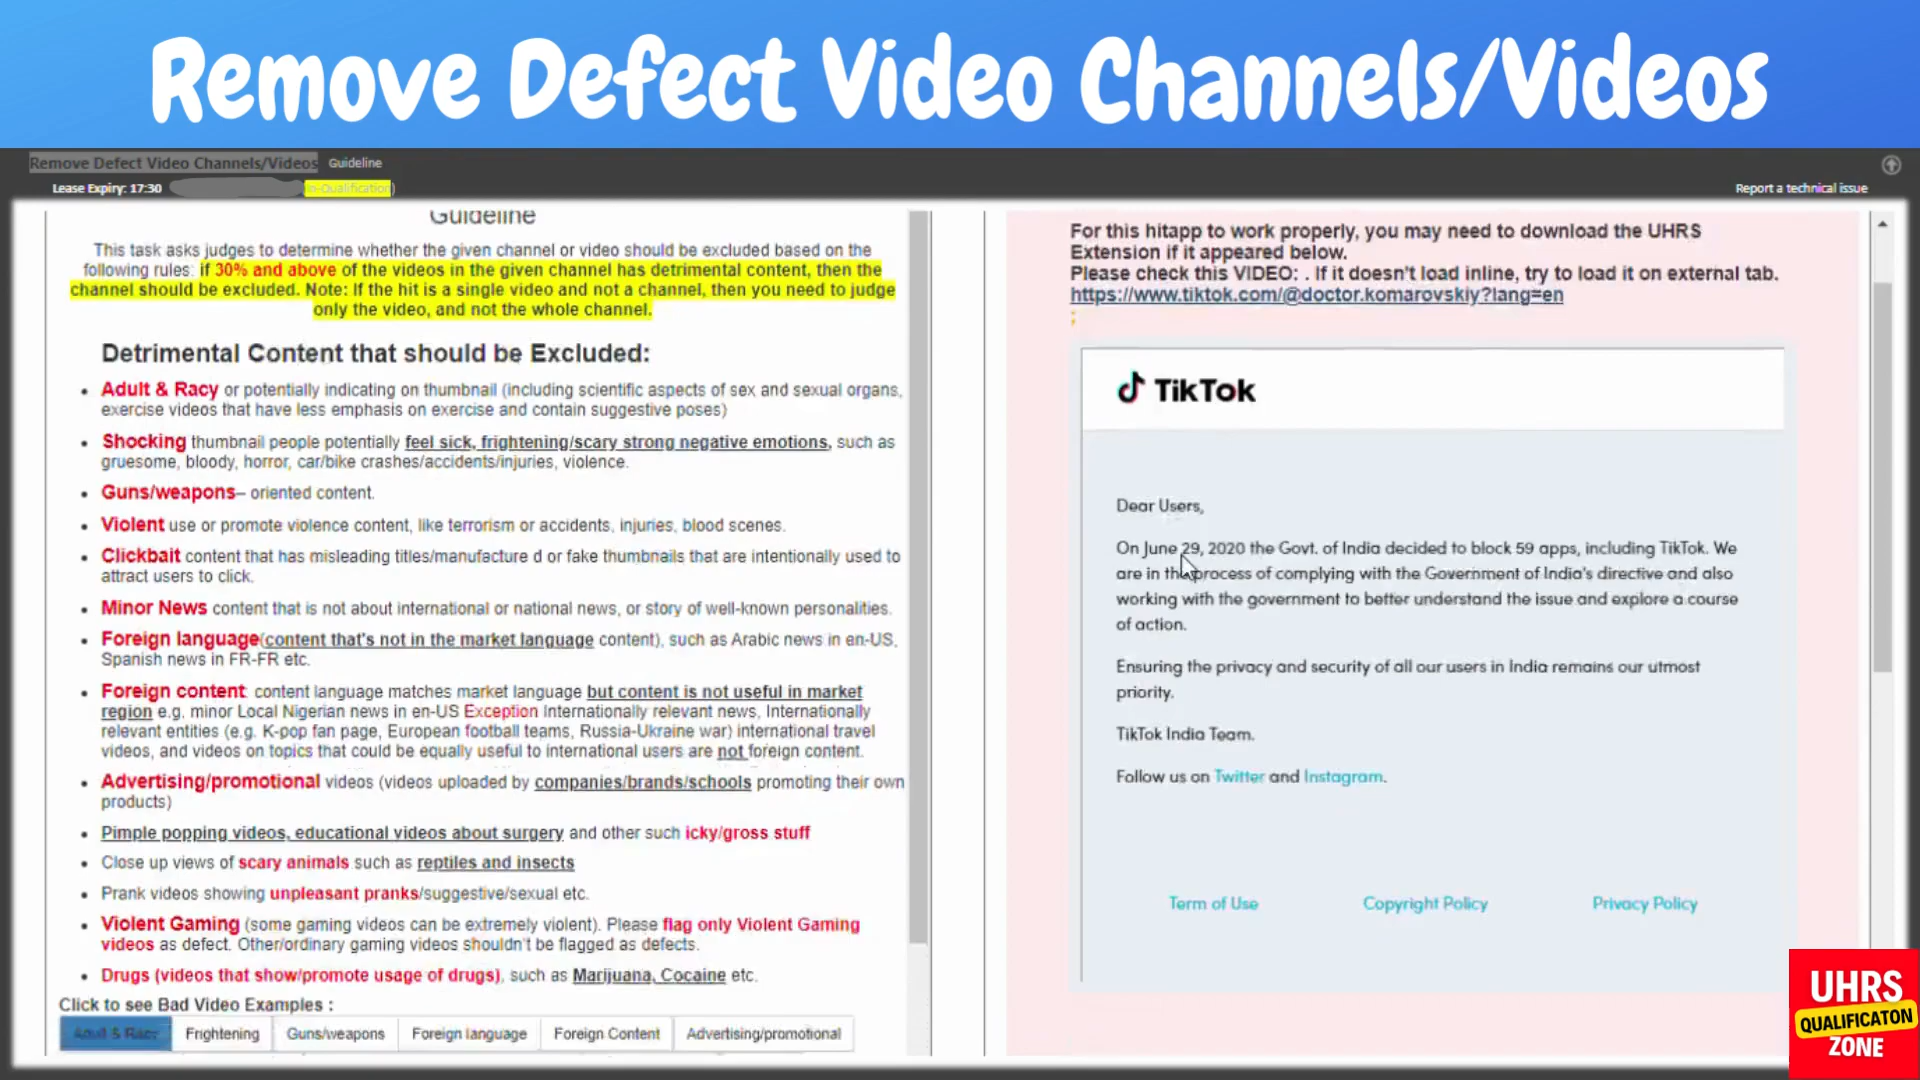 Remove Defect Video Channels/Videos
Remove Defect Video Channels/Videos Guideline
Lease Expiry: 17:30 In-Qualification)
Report a technical issue
Guideline
This task asks judges to determine whether the given channel or video should be excluded based on the
following rules: if 30% and above of the videos in the given channel has detrimental content, then the
channel should be excluded. Note: If the hit is a single video and not a channel, then you need to judge
only the video, and not the whole channel.
Detrimental Content that should be Excluded:
• Adult & Racy or potentially indicating on thumbnail (including scientific aspects of sex and sexual organs,
exercise videos that have less emphasis on exercise and contain suggestive poses)
• Shocking thumbnail people potentially feel sick, frightening/scary strong negative emotions, such as
gruesome, bloody, horror, car/bike crashes/accidents/injuries, violence.
• Guns/weapons– oriented content.
• Violent use or promote violence content, like terrorism or accidents, injuries, blood scenes.
• Clickbait content that has misleading titles/manufacture d or fake thumbnails that are intentionally used to
attract users to click.
• Minor News content that is not about international or national news, or story of well-known personalities.
• Foreign language(content that's not in the market language content), such as Arabic news in en-US,
Spanish news in FR-FR etc.
• Foreign content: content language matches market language but content is not useful in market
region e.g. minor Local Nigerian news in en-US Exception Internationally relevant news, Internationally
relevant entities (e.g. K-pop fan page, European football teams, Russia-Ukraine war) international travel
videos, and videos on topics that could be equally useful to international users are not foreign content.
• Advertising/promotional videos (videos uploaded by companies/brands/schools promoting their own
products)
• Pimple popping videos, educational videos about surgery and other such icky/gross stuff
• Close up views of scary animals such as reptiles and insects
• Prank videos showing unpleasant pranks/suggestive/sexual etc.
• Violent Gaming (some gaming videos can be extremely violent). Please flag only Violent Gaming
videos as defect. Other/ordinary gaming videos shouldn't be flagged as defects.
• Drugs (videos that show/promote usage of drugs), such as Marijuana, Cocaine etc.
Click to see Bad Video Examples :
Adult & Racy Frightening Guns/weapons Foreign language Foreign Content Advertising/promotional
For this hitapp to work properly, you may need to download the UHRS
Extension if it appeared below.
Please check this VIDEO: . If it doesn't load inline, try to load it on external tab.
https://www.tiktok.com/@doctor.komarovskiy?lang=en
;
TikTok
Dear Users,
On June 29, 2020 the Govt. of India decided to block 59 apps, including TikTok. We
are in the process of complying with the Government of India's directive and also
working with the government to better understand the issue and explore a course
of action.
Ensuring the privacy and security of all our users in India remains our utmost
priority.
TikTok India Team.
Follow us on Twitter and Instagram.
Term of Use Copyright Policy Privacy Policy
UHRS
QUALIFICATON
ZONE